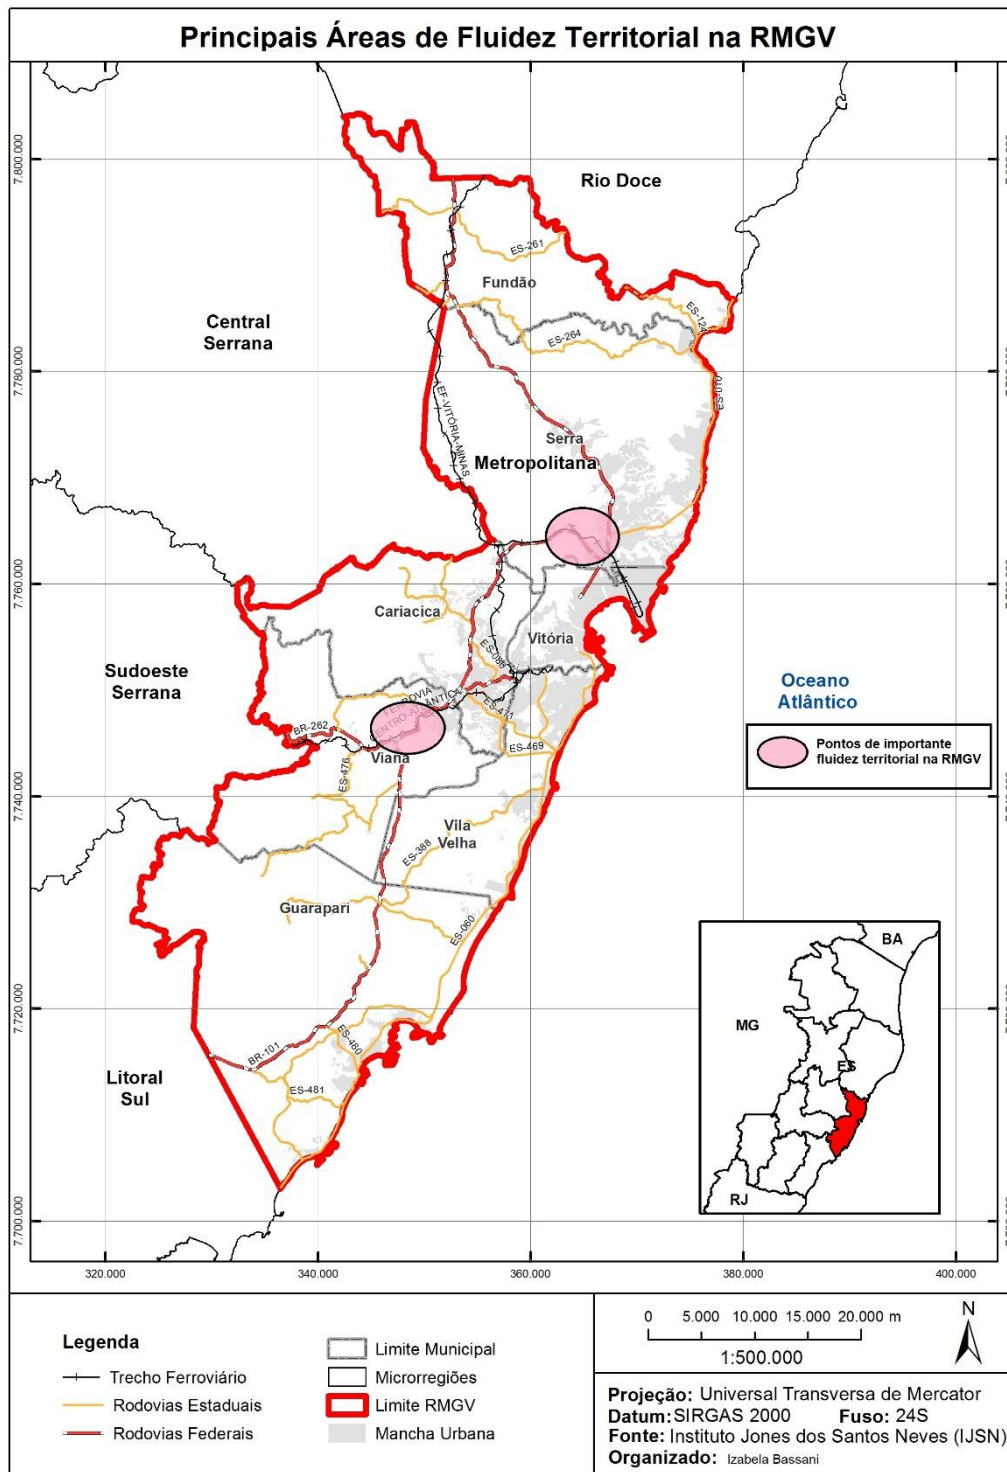 Principais Áreas de Fluidez Territorial na RMGV
7.800.000
7.780.000
7.760.000
7.740.000
7.720.000
7.700.000
Rio Doce
ES-261
Fundão
ES-124
Central
Serrana
ES-264
ES-010
EF-VITÓRIA-MINAS
Serra
Metropolitana
Cariacica
Vitória
ES-080
Sudoeste
Serrana
Oceano
Atlântico
FERROVIA
CENTRO-ATLÂNTICA
BR-262
ES-471
ES-469
Viana
ES-476
Pontos de importante
fluidez territorial na RMGV
Vila
Velha
ES-388
Guarapari
ES-060
BR-101
ES-480
ES-481
Litoral
Sul
BA
MG
ES
RJ
320.000
340.000
360.000
380.000
400.000
Legenda
Trecho Ferroviário
Rodovias Estaduais
Rodovias Federais
Limite Municipal
Microrregiões
Limite RMGV
Mancha Urbana
0 5.000 10.000 15.000 20.000 m
1:500.000
N
Projeção: Universal Transversa de Mercator
Datum: SIRGAS 2000 Fuso: 24S
Fonte: Instituto Jones dos Santos Neves (IJSN)
Organizado: Izabela Bassani